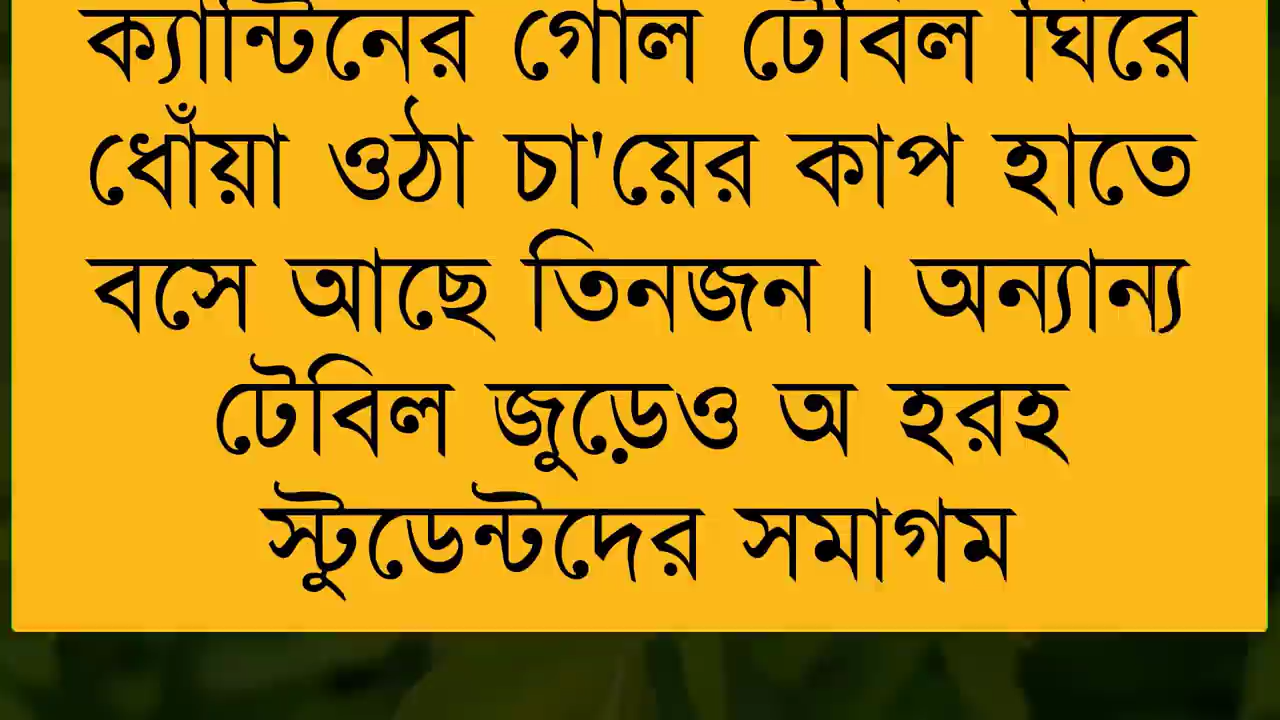 ক্যান্টিনের গোল টেবিল ঘিরে
ধোঁয়া ওঠা চা'য়ের কাপ হাতে
বসে আছে তিনজন । অন্যান্য
টেবিল জুড়েও অ হরহ
স্টুডেন্টদের সমাগম